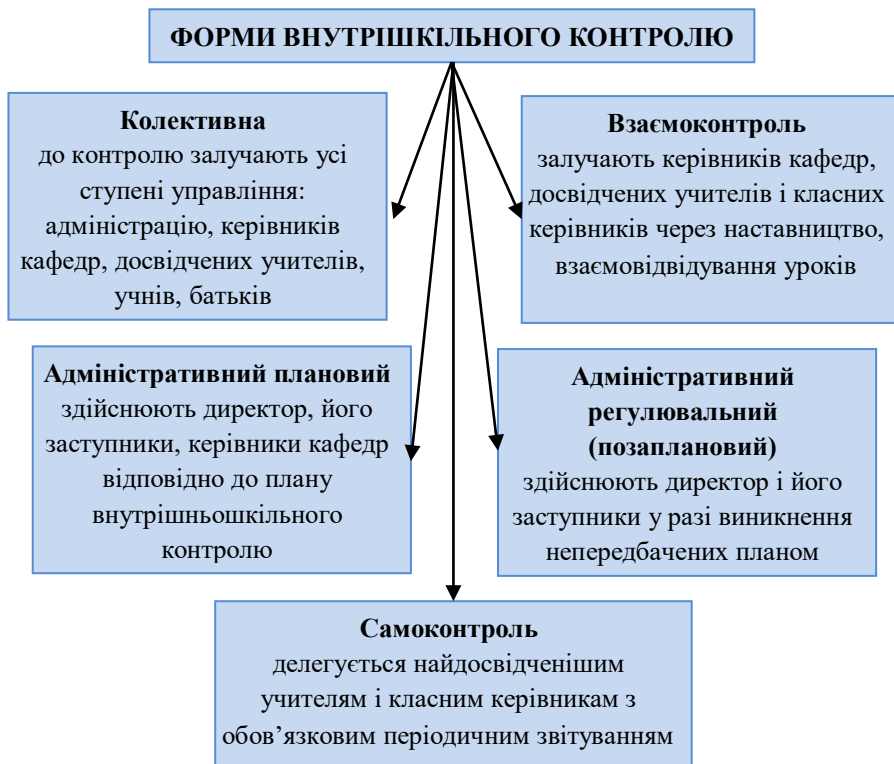 ФОРМИ ВНУТРІШКІЛЬНОГО КОНТРОЛЮ
Колективна
до контролю залучають усі
ступені управління:
адміністрацію, керівників
кафедр, досвідчених учителів,
учнів, батьків
Взаємоконтроль
залучають керівників кафедр,
досвідчених учителів і класних
керівників через наставництво,
взаємовідвідування уроків
Адміністративний плановий
здійснюють директор, його
заступники, керівники кафедр
відповідно до плану
внутрішньошкільного
контролю
Адміністративний
регулювальний
(позаплановий)
здійснюють директор і його
заступники у разі виникнення
непередбачених планом
Самоконтроль
делегується найдосвідченішим
учителям і класним керівникам з
обов’язковим періодичним звітуванням